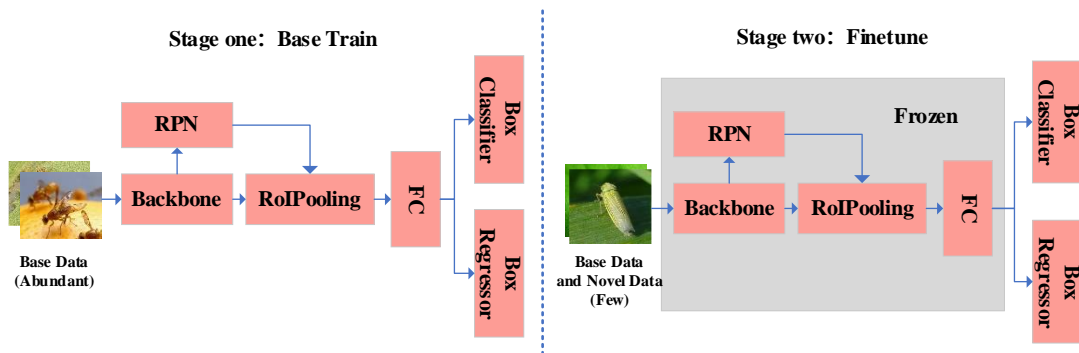 Stage one: Base Train
RPN
Backbone
RoIPooling
FC
Box
Classifier
Box
Regressor
Base Data
(Abundant)
Stage two: Finetune
Frozen
RPN
Backbone
RoIPooling
FC
Box
Classifier
Box
Regressor
Base Data
and Novel Data
(Few)